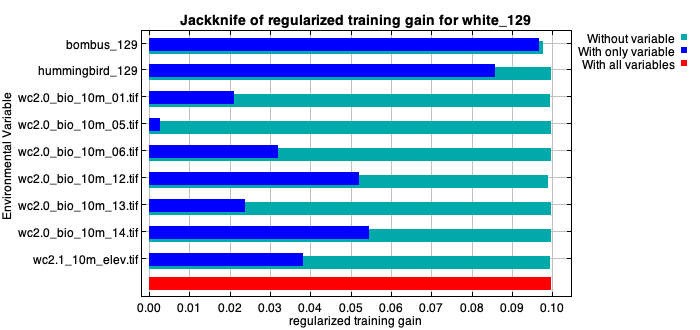 Jackknife of regularized training gain for white_129
Without variable
With only variable
With all variables
Environmental Variable
bombus_129
hummingbird_129
wc2.0_bio_10m_01.tif
wc2.0_bio_10m_05.tif
wc2.0_bio_10m_06.tif
wc2.0_bio_10m_12.tif
wc2.0_bio_10m_13.tif
wc2.0_bio_10m_14.tif
wc2.1_10m_elev.tif
0.00 0.01 0.02 0.03 0.04 0.05 0.06 0.07 0.08 0.09 0.10
regularized training gain